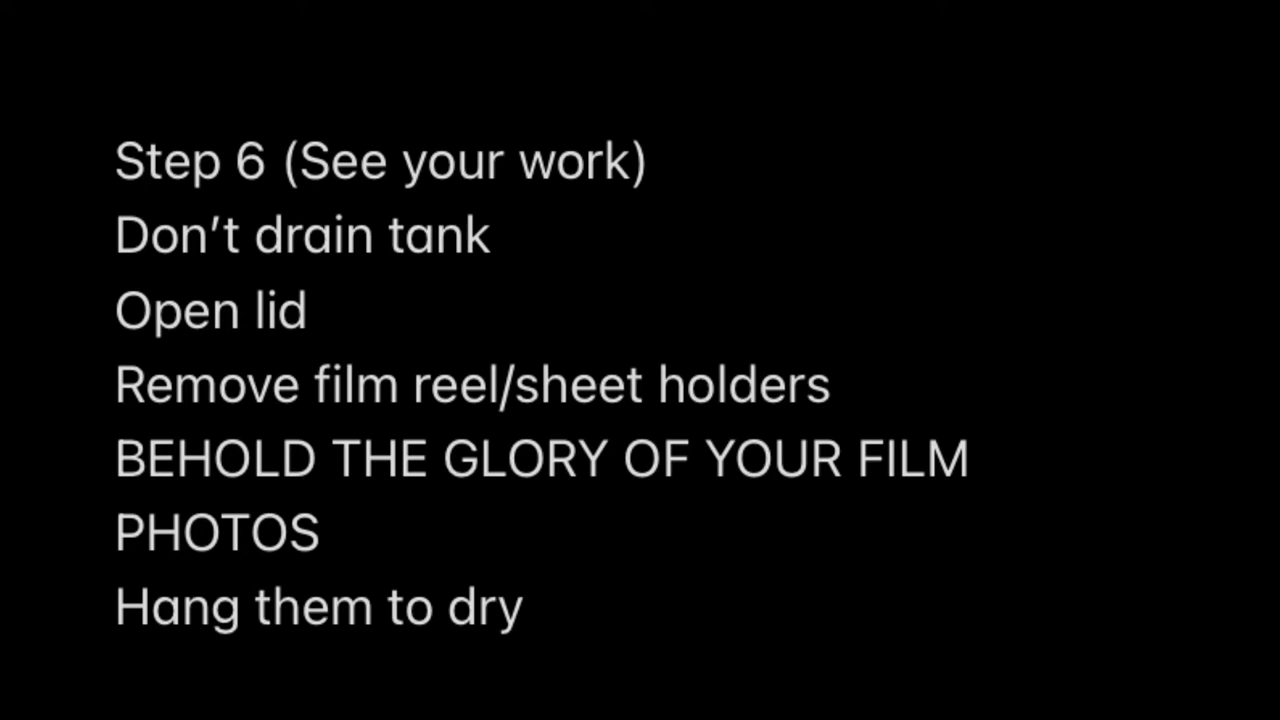 Step 6 (See your work)
Don’t drain tank
Open lid
Remove film reel/sheet holders
BEHOLD THE GLORY OF YOUR FILM
PHOTOS
Hang them to dry